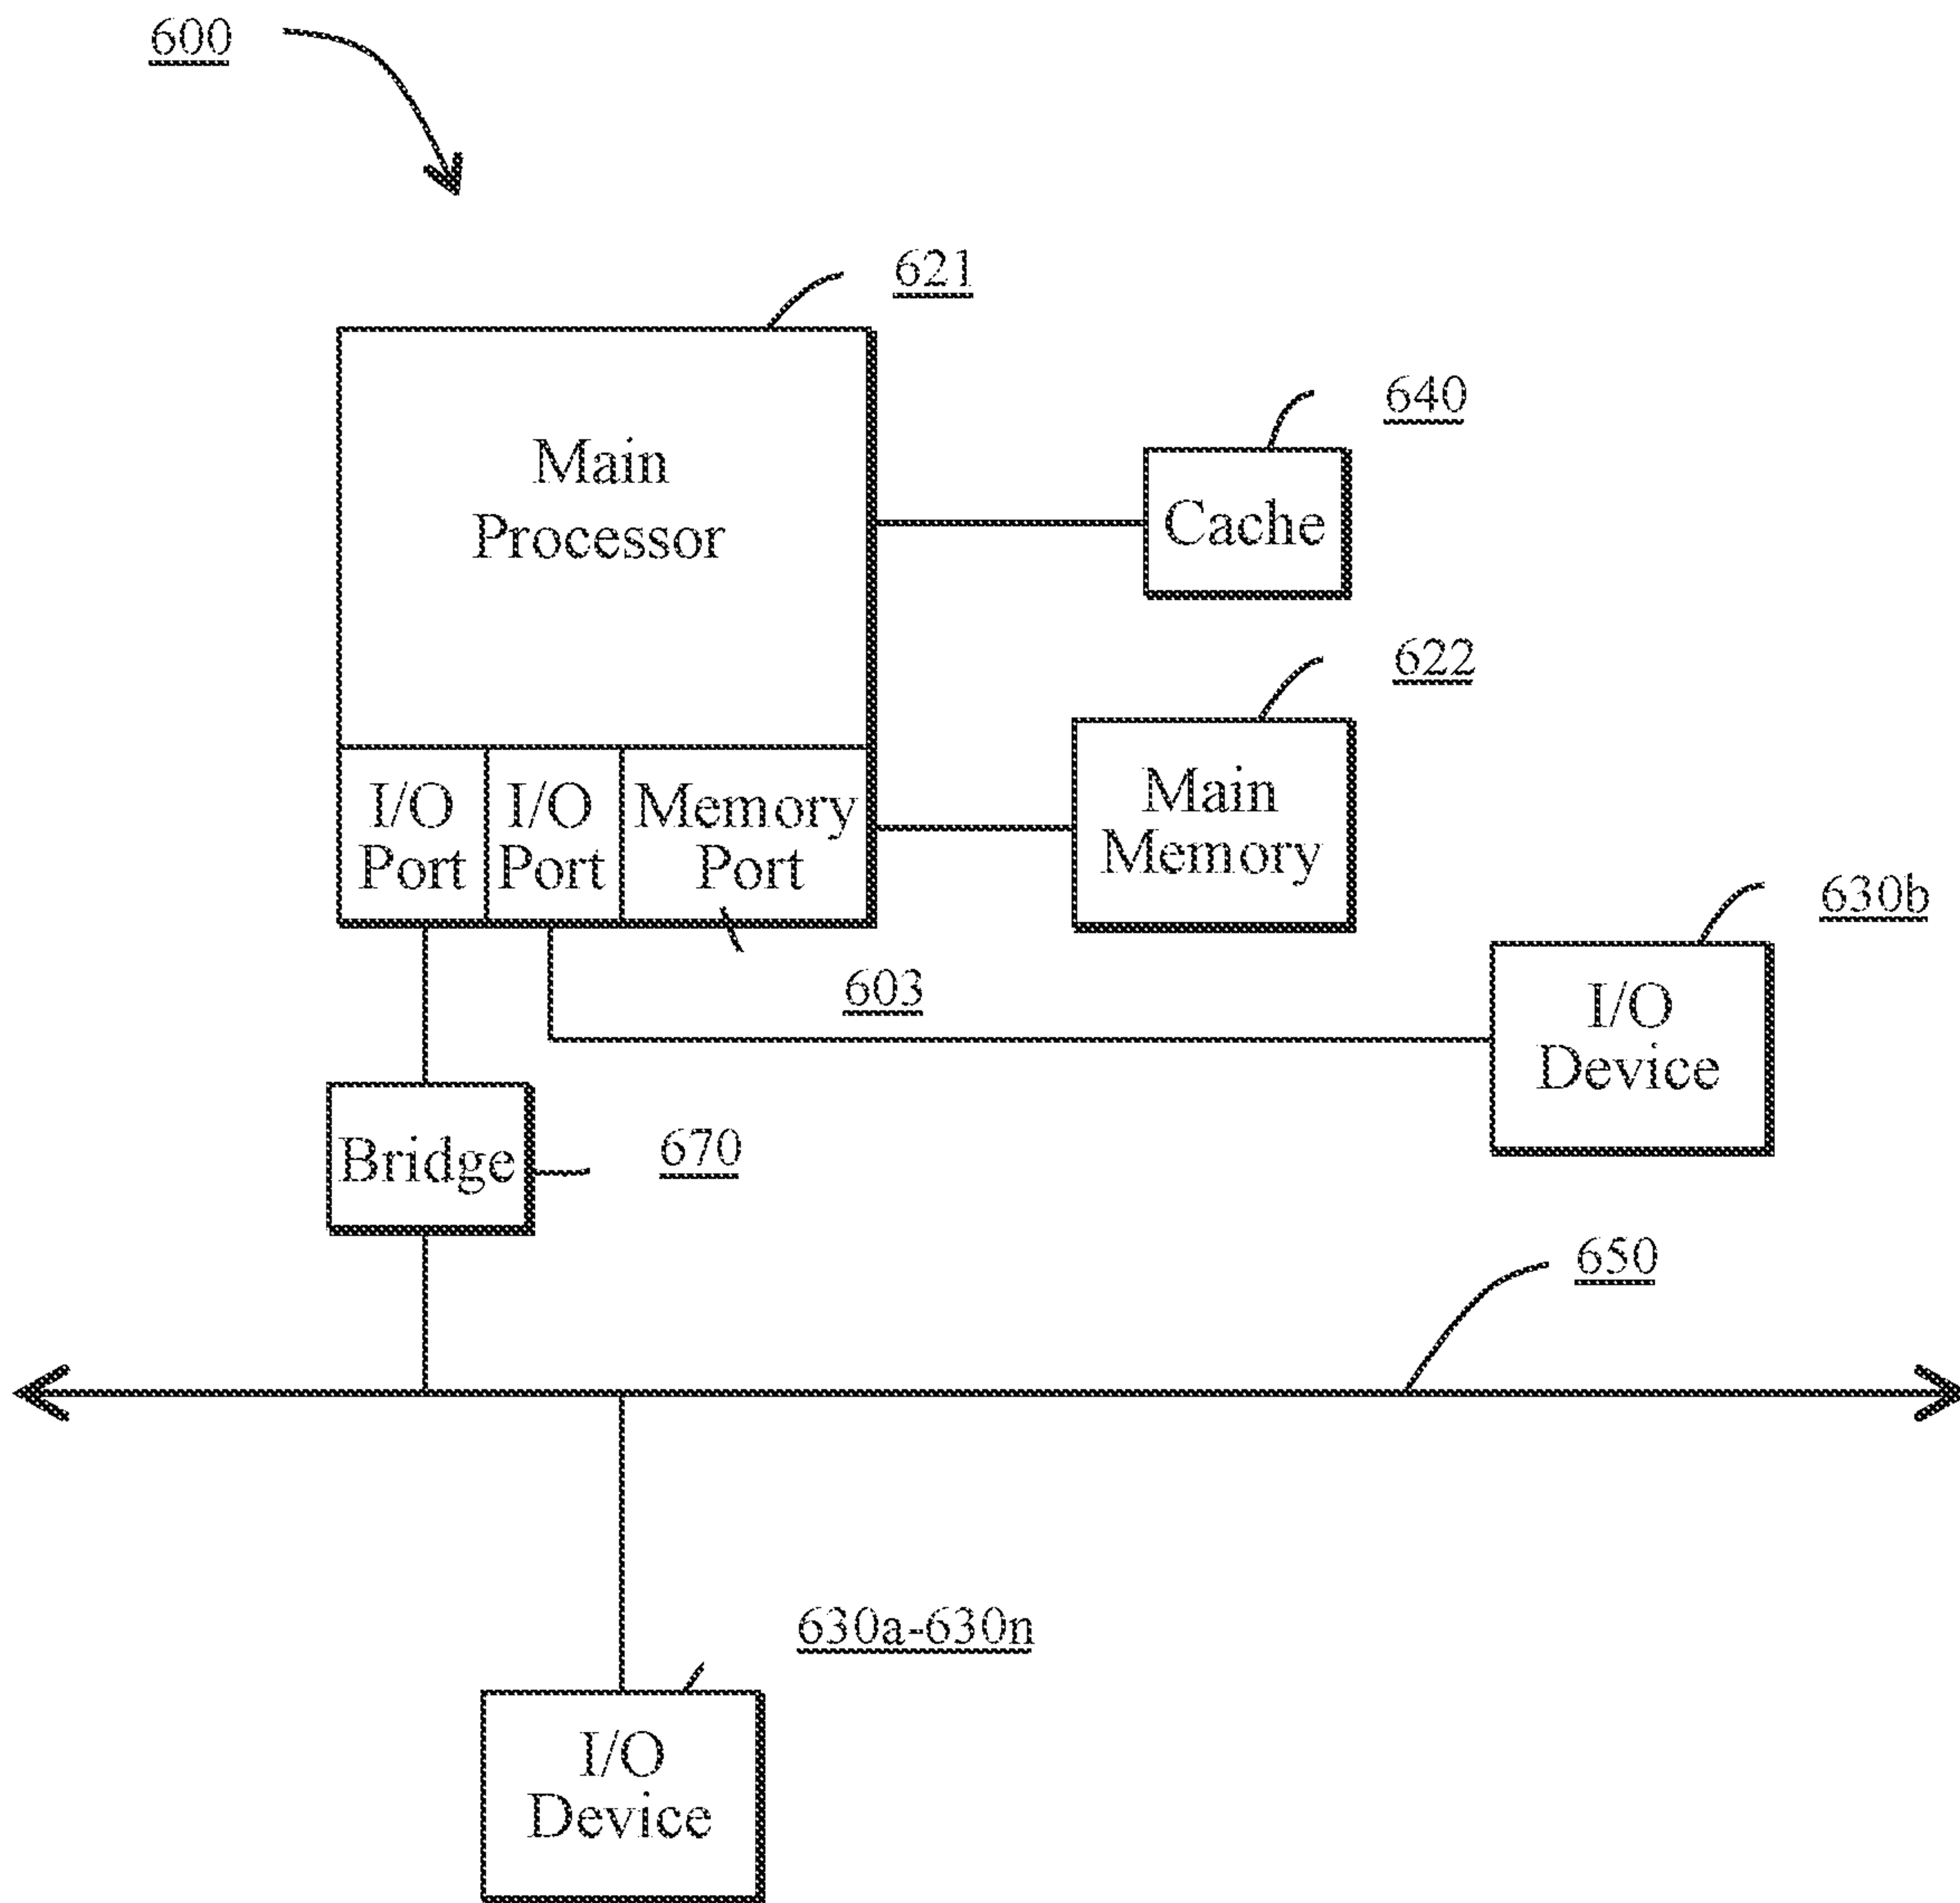 600
621
Main
Processor
640
Cache
622
Main
Memory
I/O
Port
I/O
Port
Memory
Port
603
630b
I/O
Device
Bridge
670
650
630a-630n
I/O
Device